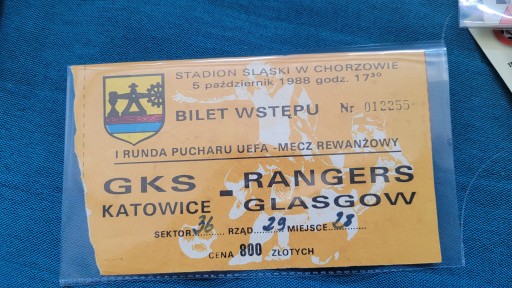 STADION ŚLĄSKI W CHORZOWIE
5 październik 1988 godz. 17³⁰
BILET WSTĘPU Nr 012255
I RUNDA PUCHARU UEFA -MECZ REWANŻOWY
GKS - RANGERS
KATOWICE GLASGOW
SEKTOR 36 RZĄD 29 MIEJSCE 28
CENA 800 ZŁOTYCH